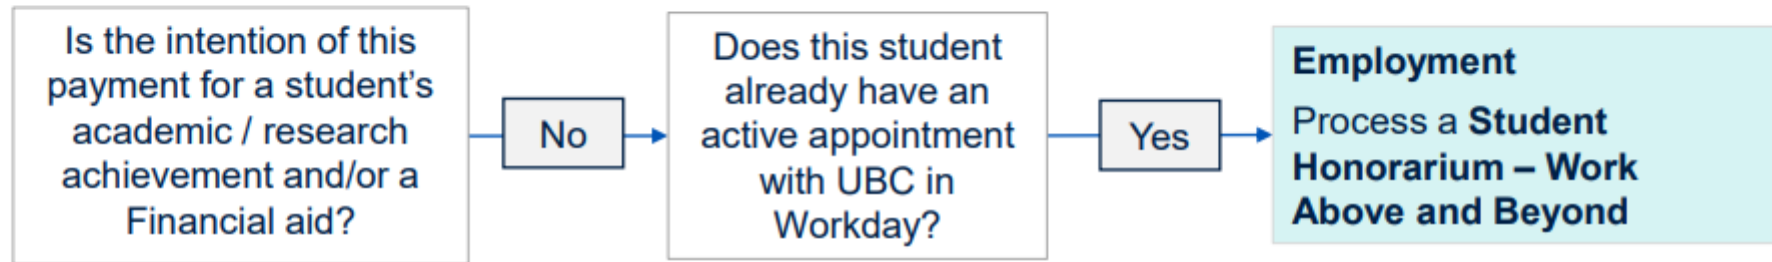 Is the intention of this
payment for a student’s
academic / research
achievement and/or a
Financial aid?
No
Does this student
already have an
active appointment
with UBC in
Workday?
Yes
Employment
Process a Student
Honorarium – Work
Above and Beyond